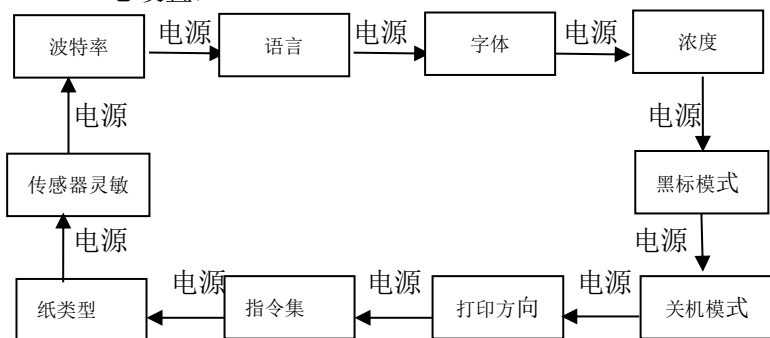 波特率 电源 语言 电源 字体 电源 浓度
电源 电源
传感器灵敏 黑标模式
电源 电源
纸类型 电源 指令集 电源 打印方向 电源 关机模式